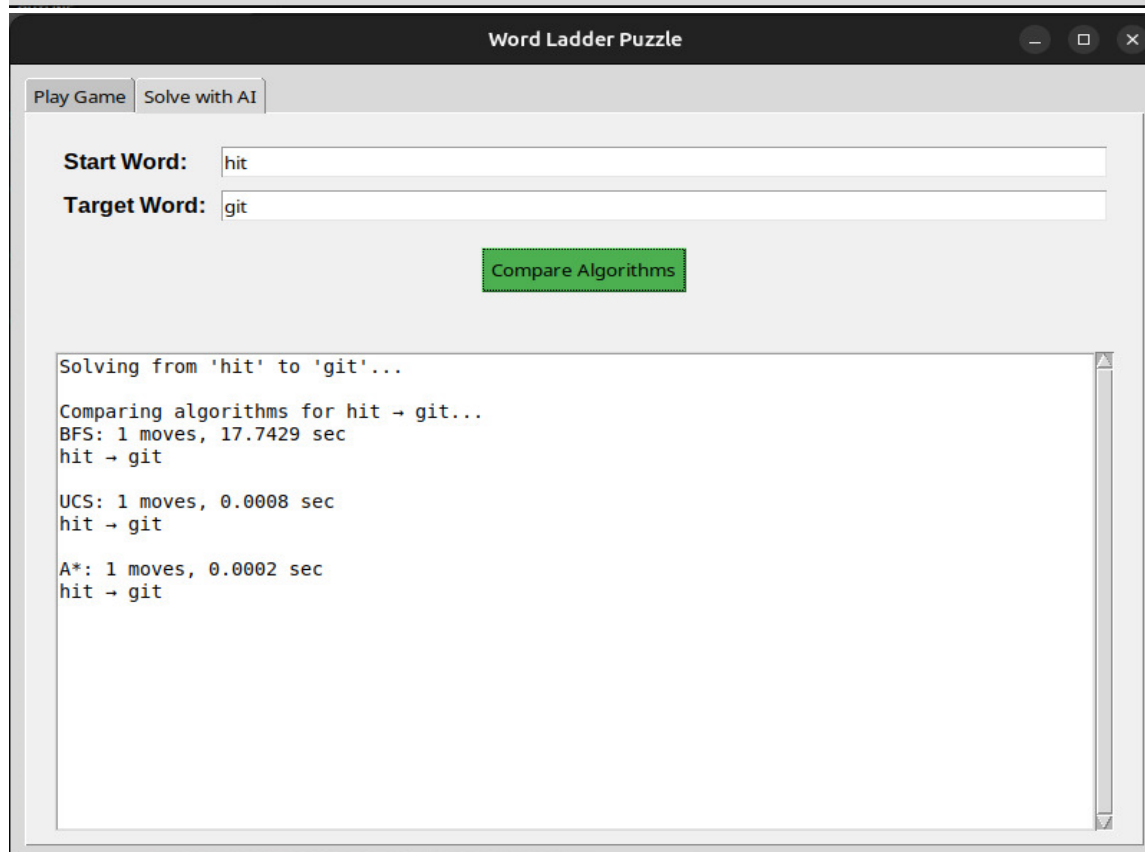 Word Ladder Puzzle
Play Game Solve with AI
Start Word: hit
Target Word: git
Compare Algorithms
Solving from 'hit' to 'git'...
Comparing algorithms for hit → git...
BFS: 1 moves, 17.7429 sec
hit → git
UCS: 1 moves, 0.0008 sec
hit → git
A*: 1 moves, 0.0002 sec
hit → git